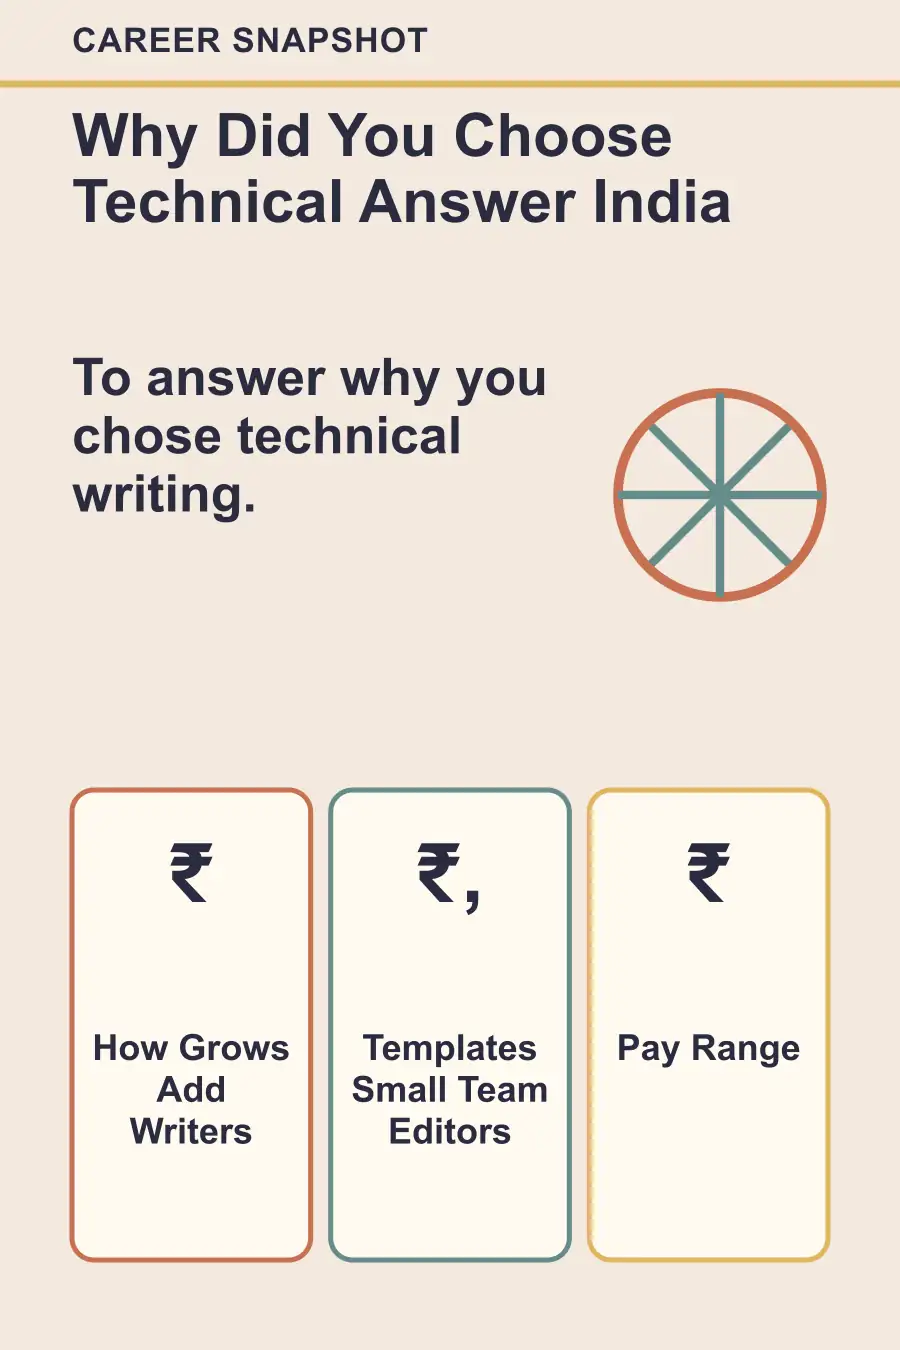 CAREER SNAPSHOT
Why Did You Choose
Technical Answer India
To answer why you
chose technical
writing.
₹
How Grows
Add
Writers
₹,
Templates
Small Team
Editors
₹
Pay Range